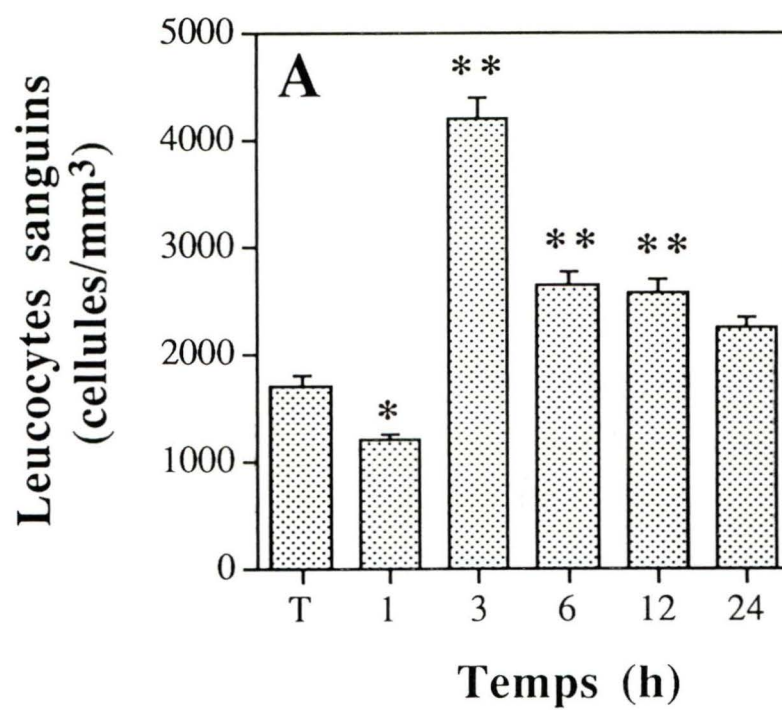 A
Leucocytes sanguins
(cellules/mm³)
5000
4000
3000
2000
1000
0
**
*
**
**
T 1 3 6 12 24
Temps (h)